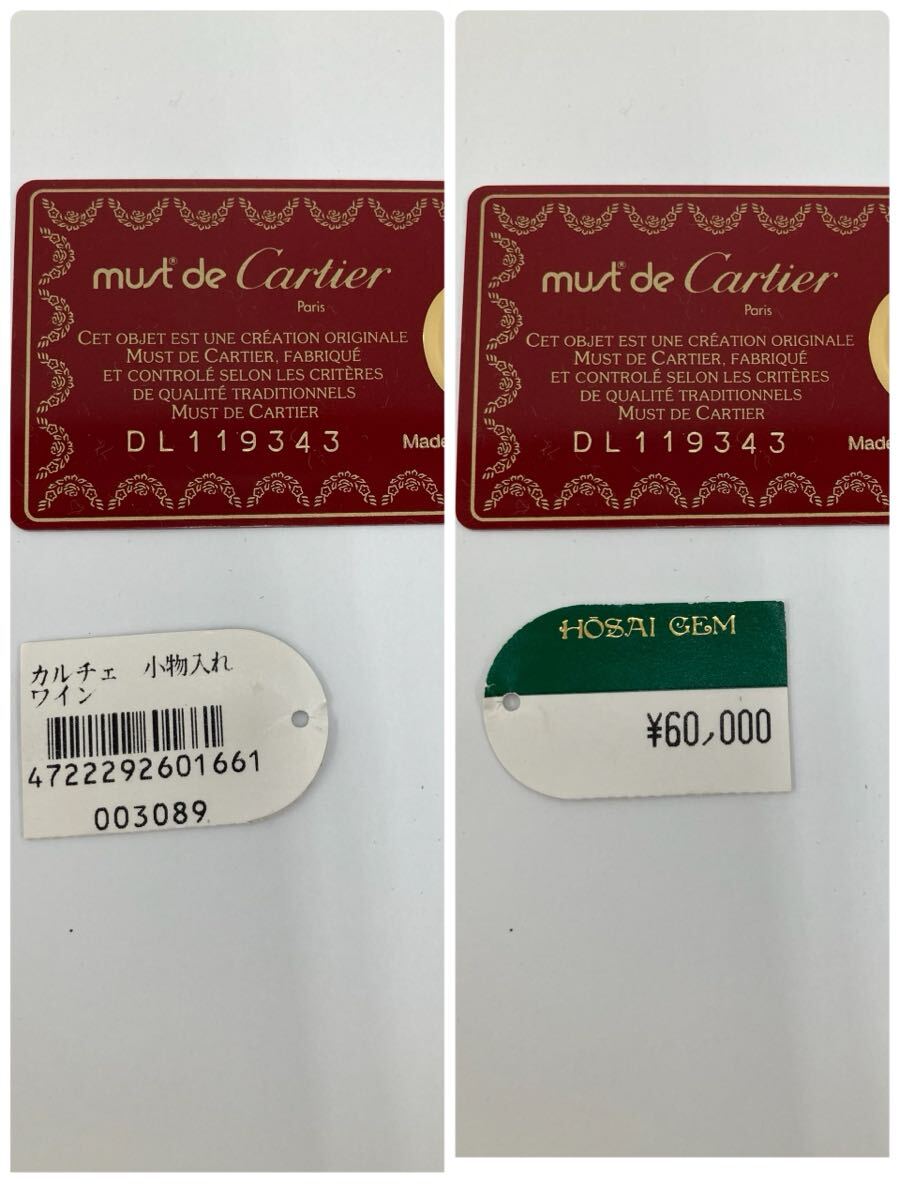 must® de Cartier
Paris
CET OBJET EST UNE CRÉATION ORIGINALE
MUST DE CARTIER, FABRIQUÉ
ET CONTROLÉ SELON LES CRITÈRES
DE QUALITÉ TRADITIONNELS
MUST DE CARTIER
DL119343
Made
カルチェ 小物入れ
ワイン
4722292601661
003089
must® de Cartier
Paris
CET OBJET EST UNE CRÉATION ORIGINALE
MUST DE CARTIER, FABRIQUÉ
ET CONTROLÉ SELON LES CRITÈRES
DE QUALITÉ TRADITIONNELS
MUST DE CARTIER
DL119343
Made
HŌSAI GEM
¥60,000